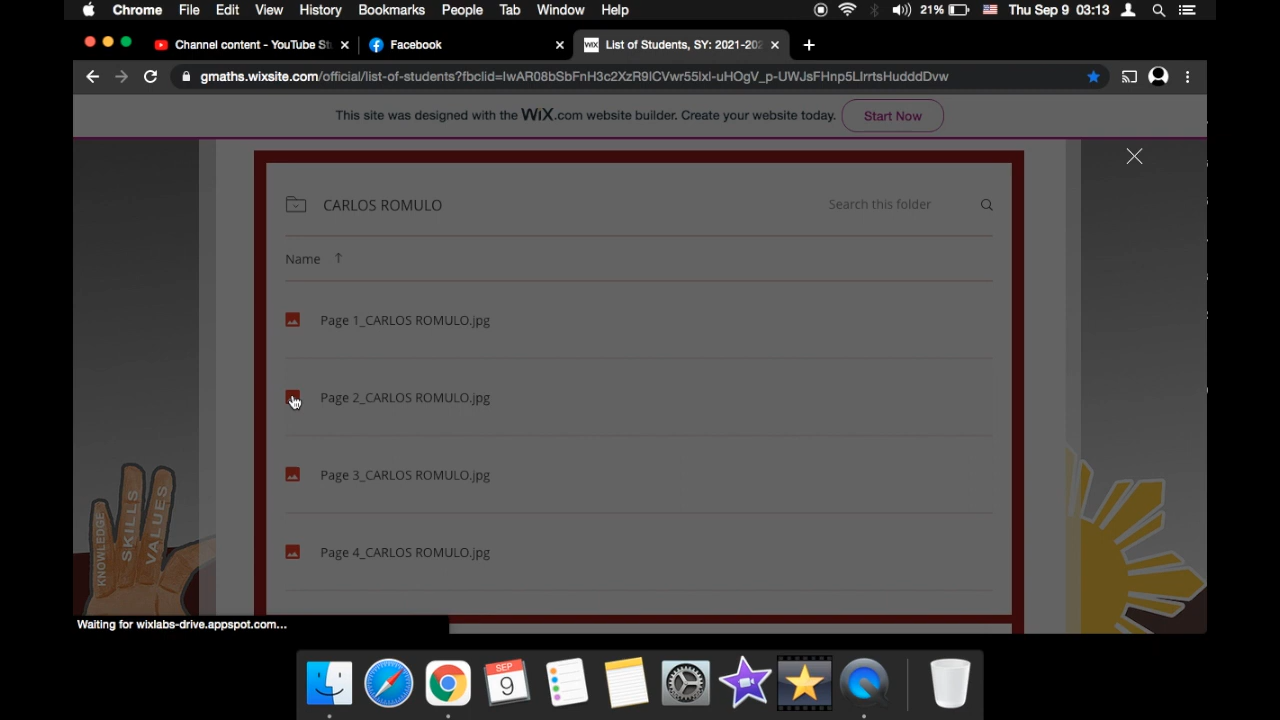 Chrome File Edit View History Bookmarks People Tab Window Help 21% Thu Sep 9 03:13
Channel content - YouTube St Facebook WiX List of Students, SY: 2021-202
gmaths.wixsite.com/official/list-of-students?fbclid=IwAR08bSbFnH3c2XzR9ICVwr55lxl-uHOgV_p-UWJsFHnp5LIrrtsHudddDvw
This site was designed with the WiX.com website builder. Create your website today. Start Now
CARLOS ROMULO Search this folder
Name ↑
Page 1_CARLOS ROMULO.jpg
Page 2_CARLOS ROMULO.jpg
Page 3_CARLOS ROMULO.jpg
Page 4_CARLOS ROMULO.jpg
KNOWLEDGE
SKILLS
VALUES
Waiting for wixlabs-drive.appspot.com...
SEP
9